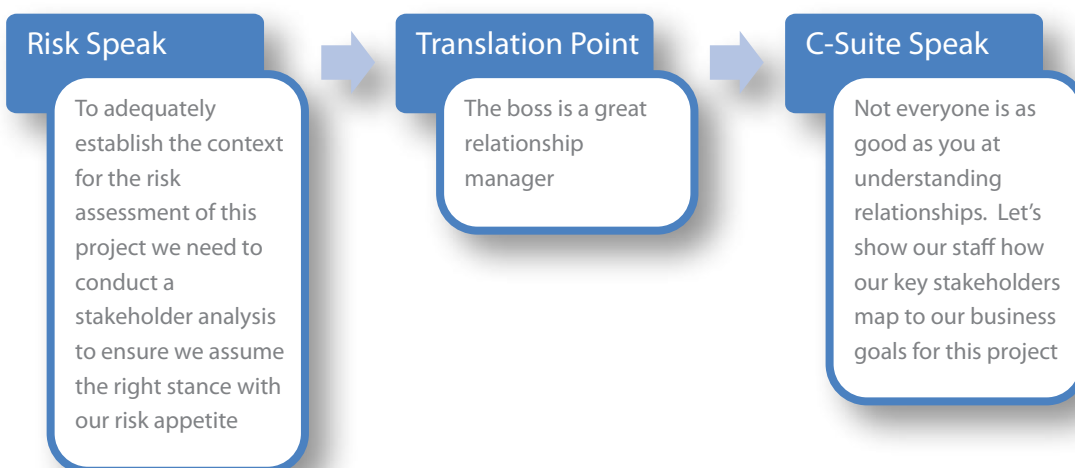 Risk Speak
To adequately
establish the context
for the risk
assessment of this
project we need to
conduct a
stakeholder analysis
to ensure we assume
the right stance with
our risk appetite
Translation Point
The boss is a great
relationship
manager
C-Suite Speak
Not everyone is as
good as you at
understanding
relationships.  Let’s
show our staff how
our key stakeholders
map to our business
goals for this project